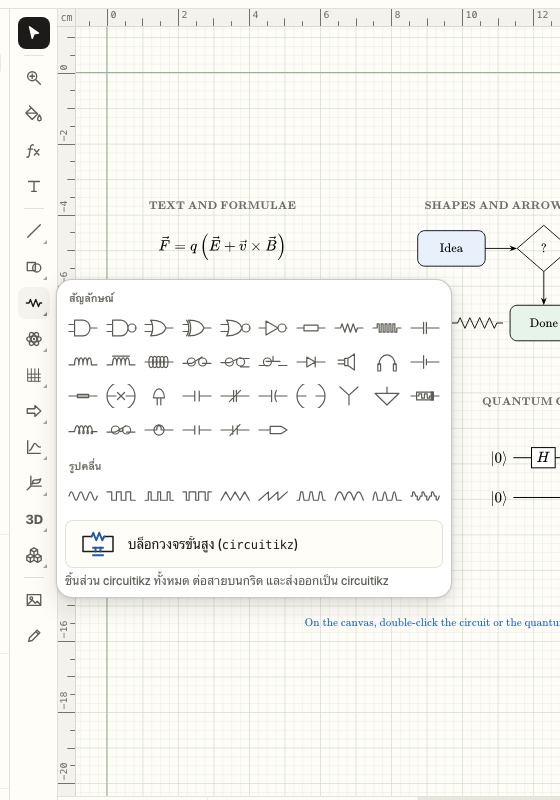 cm 0 2 4 6 8 10 12
0
-2
-4
TEXT AND FORMULAE
SHAPES AND ARROW
F⃗ = q (E⃗ + v⃗ × B⃗)
Idea
?
Done
fx
T
3D
สัญลักษณ์
รูปคลื่น
บล็อกวงจรขั้นสูง (circuitikz)
ชิ้นส่วน circuitikz ทั้งหมด ต่อสายบนกริด และส่งออกเป็น circuitikz
QUANTUM C
|0⟩ H
|0⟩
On the canvas, double-click the circuit or the quantu
-16
-18
-20